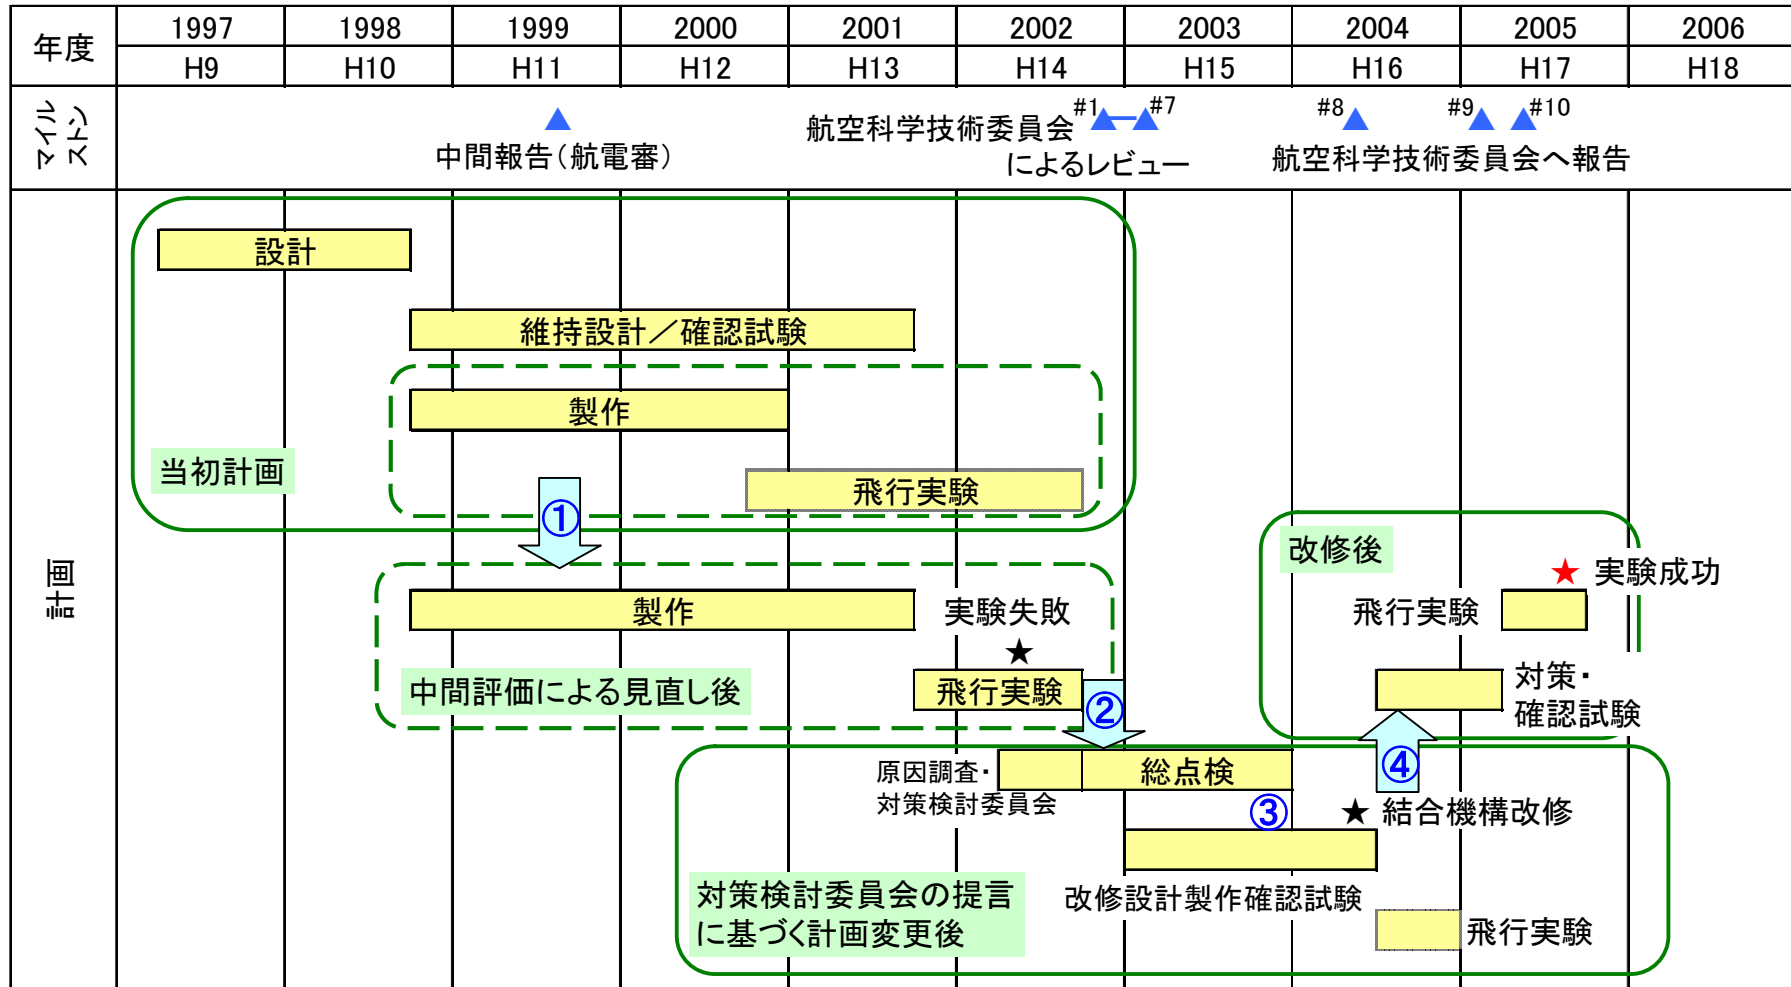 年度
1997 1998 1999 2000 2001 2002 2003 2004 2005 2006
H9 H10 H11 H12 H13 H14 H15 H16 H17 H18
マイル
ストン
中間報告(航電審)
航空科学技術委員会
によるレビュー
#1
#7
#8
#9
#10
航空科学技術委員会へ報告
計画
設計
維持設計/確認試験
製作
飛行実験
当初計画
①
製作
実験失敗
★
飛行実験
中間評価による見直し後
②
改修後
★ 実験成功
飛行実験
対策・
確認試験
原因調査・
対策検討委員会
総点検
③
④
★ 結合機構改修
改修設計製作確認試験
飛行実験
対策検討委員会の提言
に基づく計画変更後